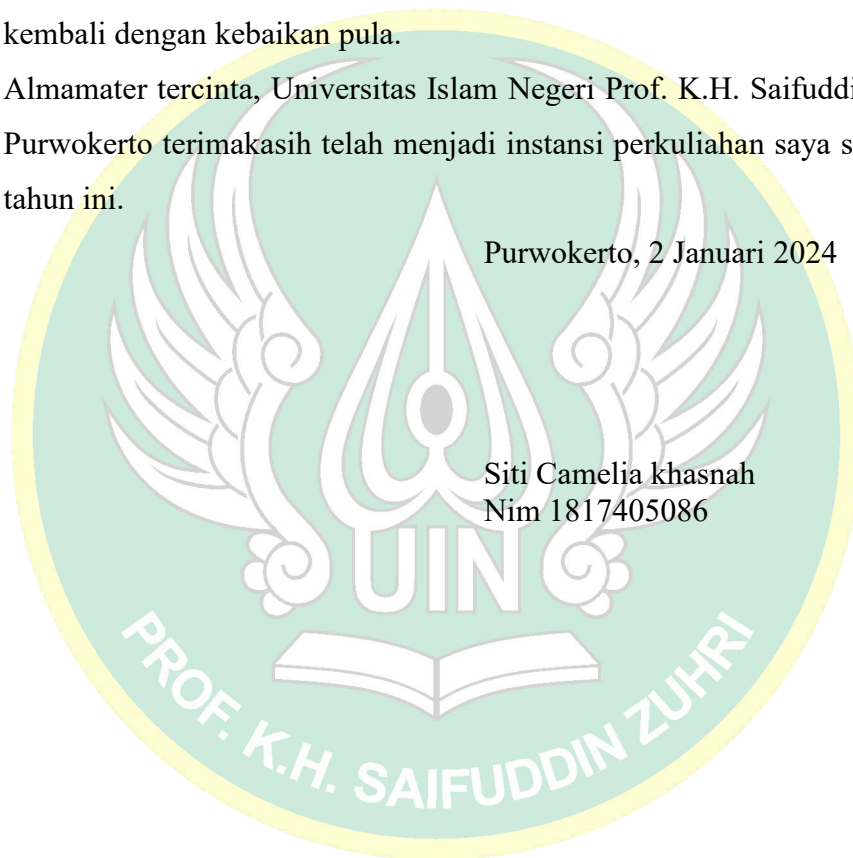 kembali dengan kebaikan pula.
Almamater tercinta, Universitas Islam Negeri Prof. K.H.
Purwokerto terimakasih telah menjadi instansi perkuliahan saya
tahun ini.
Purwokerto, 2 Januari 2024
Siti Camelia khasnah
Nim 1817405086
UIN
PROF. K.H. SAIFUDDIN ZUHRI